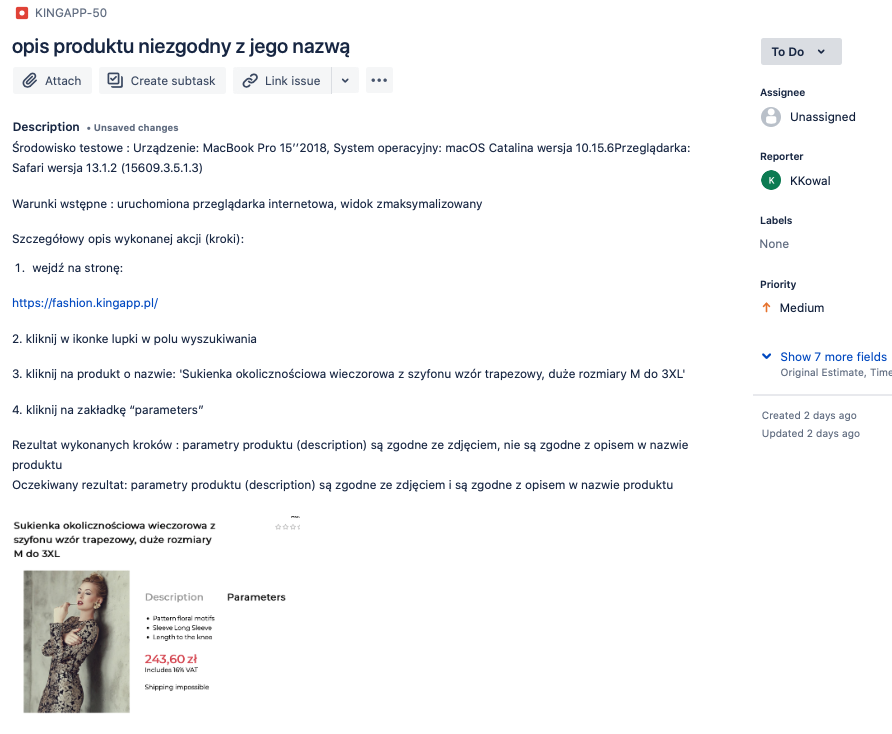 KINGAPP-50
opis produktu niezgodny z jego nazwą
Attach
Create subtask
Link issue
Description • Unsaved changes
Środowisko testowe : Urządzenie: MacBook Pro 15’’2018, System operacyjny: macOS Catalina wersja 10.15.6Przeglądarka:
Safari wersja 13.1.2 (15609.3.5.1.3)
Warunki wstępne : uruchomiona przeglądarka internetowa, widok zmaksymalizowany
Szczegółowy opis wykonanej akcji (kroki):
1. wejdź na stronę:
https://fashion.kingapp.pl/
2. kliknij w ikonke lupki w polu wyszukiwania
3. kliknij na produkt o nazwie: 'Sukienka okolicznościowa wieczorowa z szyfonu wzór trapezowy, duże rozmiary M do 3XL'
4. kliknij na zakładkę “parameters”
Rezultat wykonanych kroków : parametry produktu (description) są zgodne ze zdjęciem, nie są zgodne z opisem w nazwie
produktu
Oczekiwany rezultat: parametry produktu (description) są zgodne ze zdjęciem i są zgodne z opisem w nazwie produktu
Sukienka okolicznościowa wieczorowa z
szyfonu wzór trapezowy, duże rozmiary
M do 3XL
Description
Parameters
• Pattern floral motifs
• Sleeve Long Sleeve
• Length to the knee
243,60 zł
Includes 16% VAT
Shipping impossible
To Do
Assignee
Unassigned
Reporter
K
KKowal
Labels
None
Priority
Medium
Show 7 more fields
Original Estimate, Time
Created 2 days ago
Updated 2 days ago